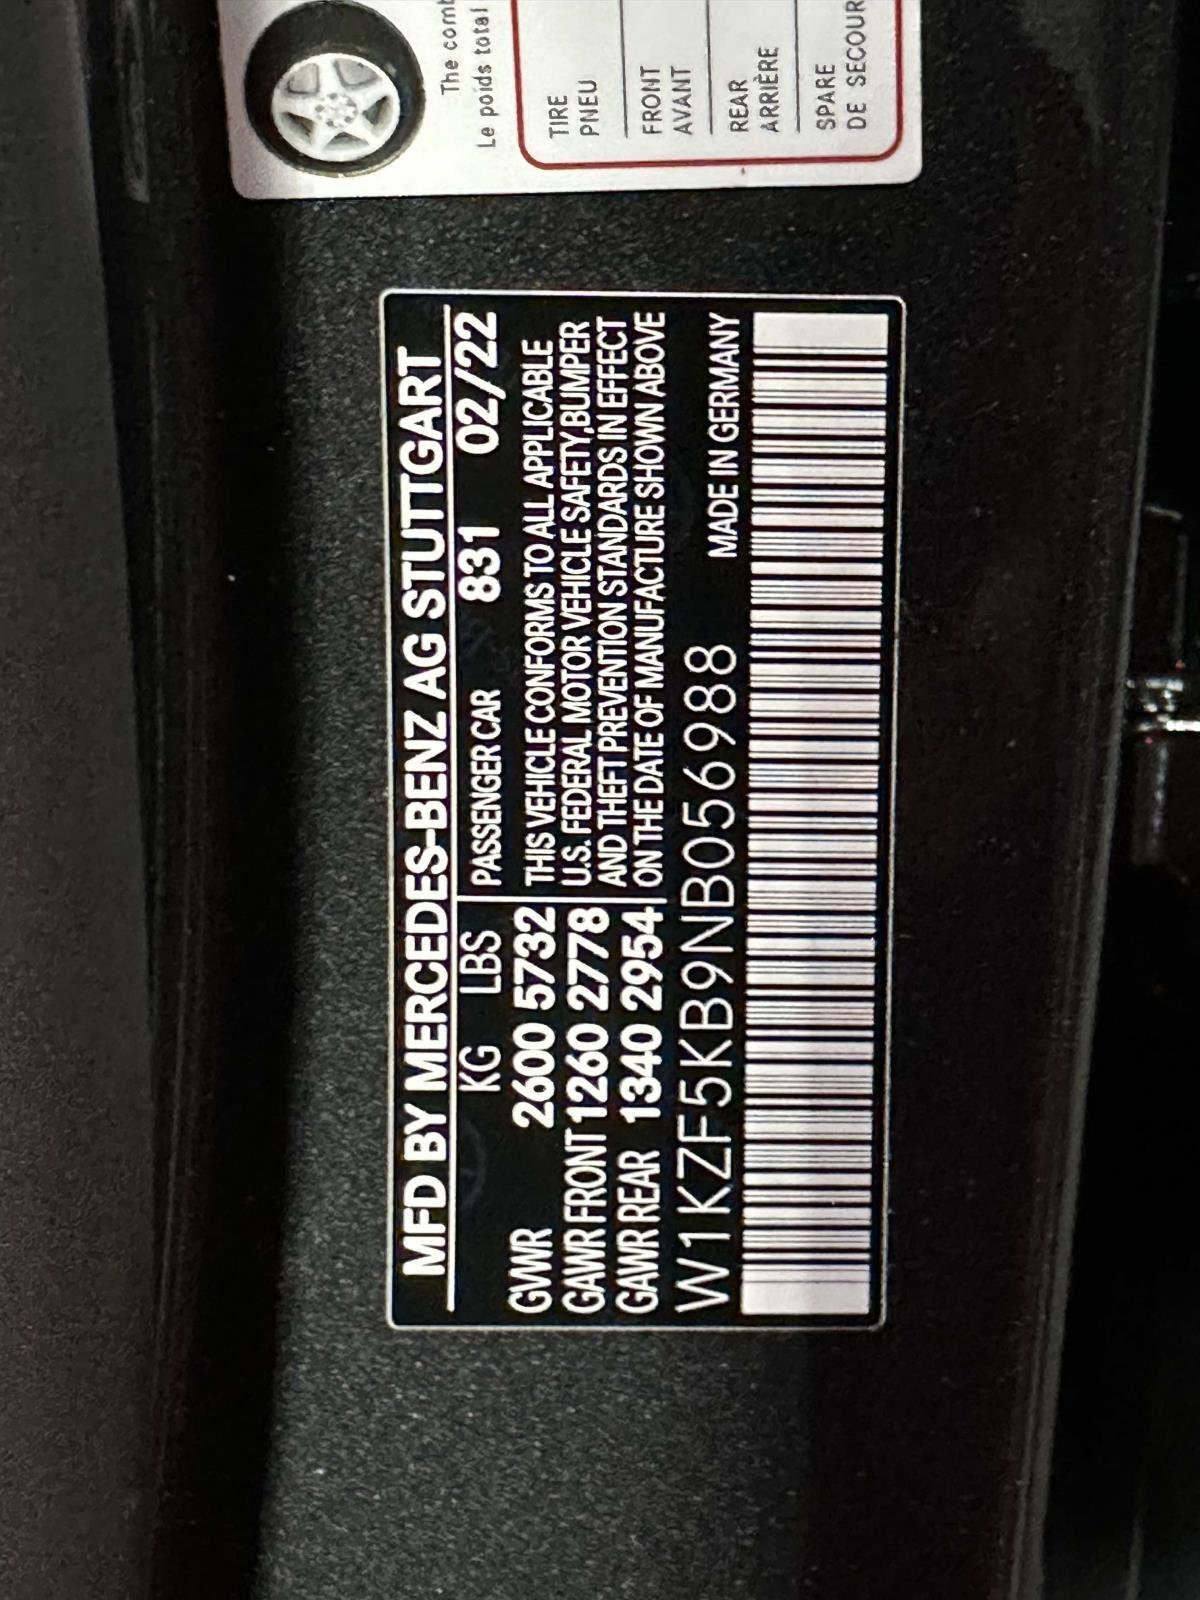 MFD BY MERCEDES-BENZ AG STUTTGART
KG LBS PASSENGER CAR 831 02/22
GVWR 2600 5732
GAWR FRONT 1260 2778
GAWR REAR 1340 2954
THIS VEHICLE CONFORMS TO ALL APPLICABLE
U.S. FEDERAL MOTOR VEHICLE SAFETY,BUMPER
AND THEFT PREVENTION STANDARDS IN EFFECT
ON THE DATE OF MANUFACTURE SHOWN ABOVE
W1KZF5KB9NB056988 MADE IN GERMANY
The
Le poids total
TIRE
PNEU
FRONT
AVANT
REAR
ARRIÈRE
SPARE
DE